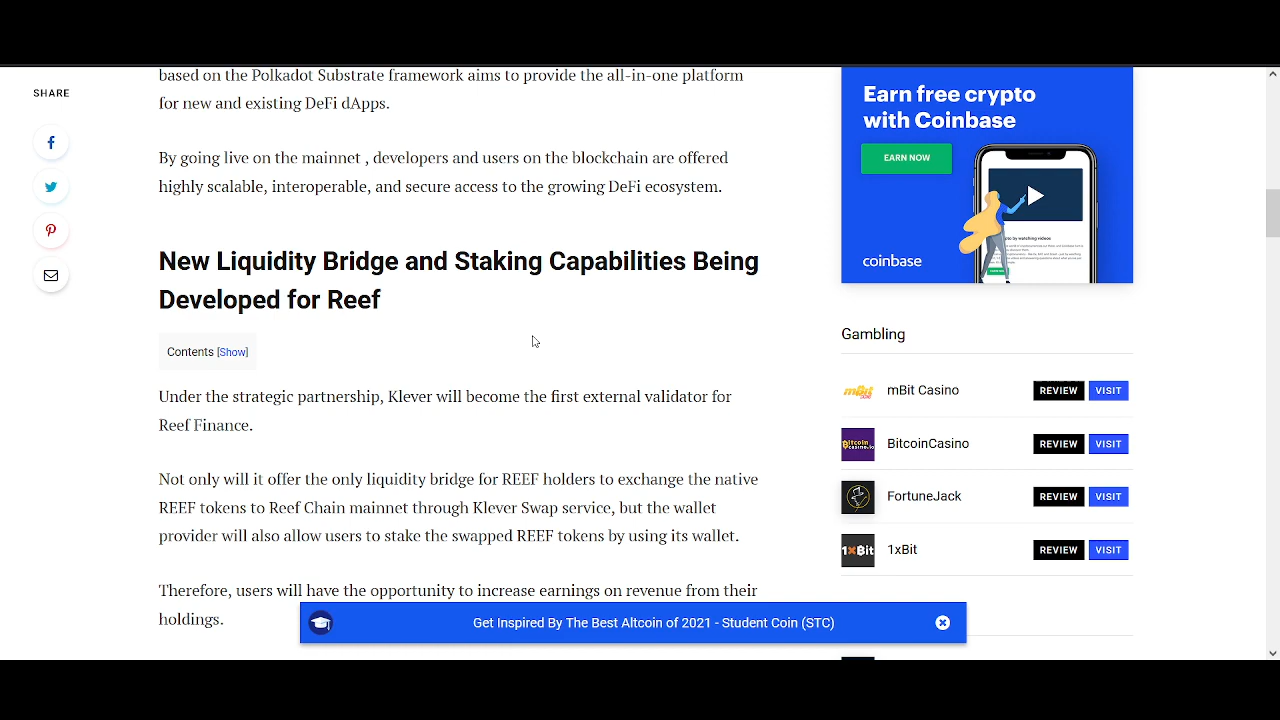 SHARE
based on the Polkadot Substrate framework aims to provide the all-in-one platform
for new and existing DeFi dApps.
By going live on the mainnet , developers and users on the blockchain are offered
highly scalable, interoperable, and secure access to the growing DeFi ecosystem.
New Liquidity Bridge and Staking Capabilities Being
Developed for Reef
Contents [Show]
Under the strategic partnership, Klever will become the first external validator for
Reef Finance.
Not only will it offer the only liquidity bridge for REEF holders to exchange the native
REEF tokens to Reef Chain mainnet through Klever Swap service, but the wallet
provider will also allow users to stake the swapped REEF tokens by using its wallet.
Therefore, users will have the opportunity to increase earnings on revenue from their
holdings.
Earn free crypto
with Coinbase
EARN NOW
coinbase
Gambling
mBit Casino REVIEW VISIT
BitcoinCasino REVIEW VISIT
FortuneJack REVIEW VISIT
1xBit 1xBit REVIEW VISIT
Get Inspired By The Best Altcoin of 2021 - Student Coin (STC)